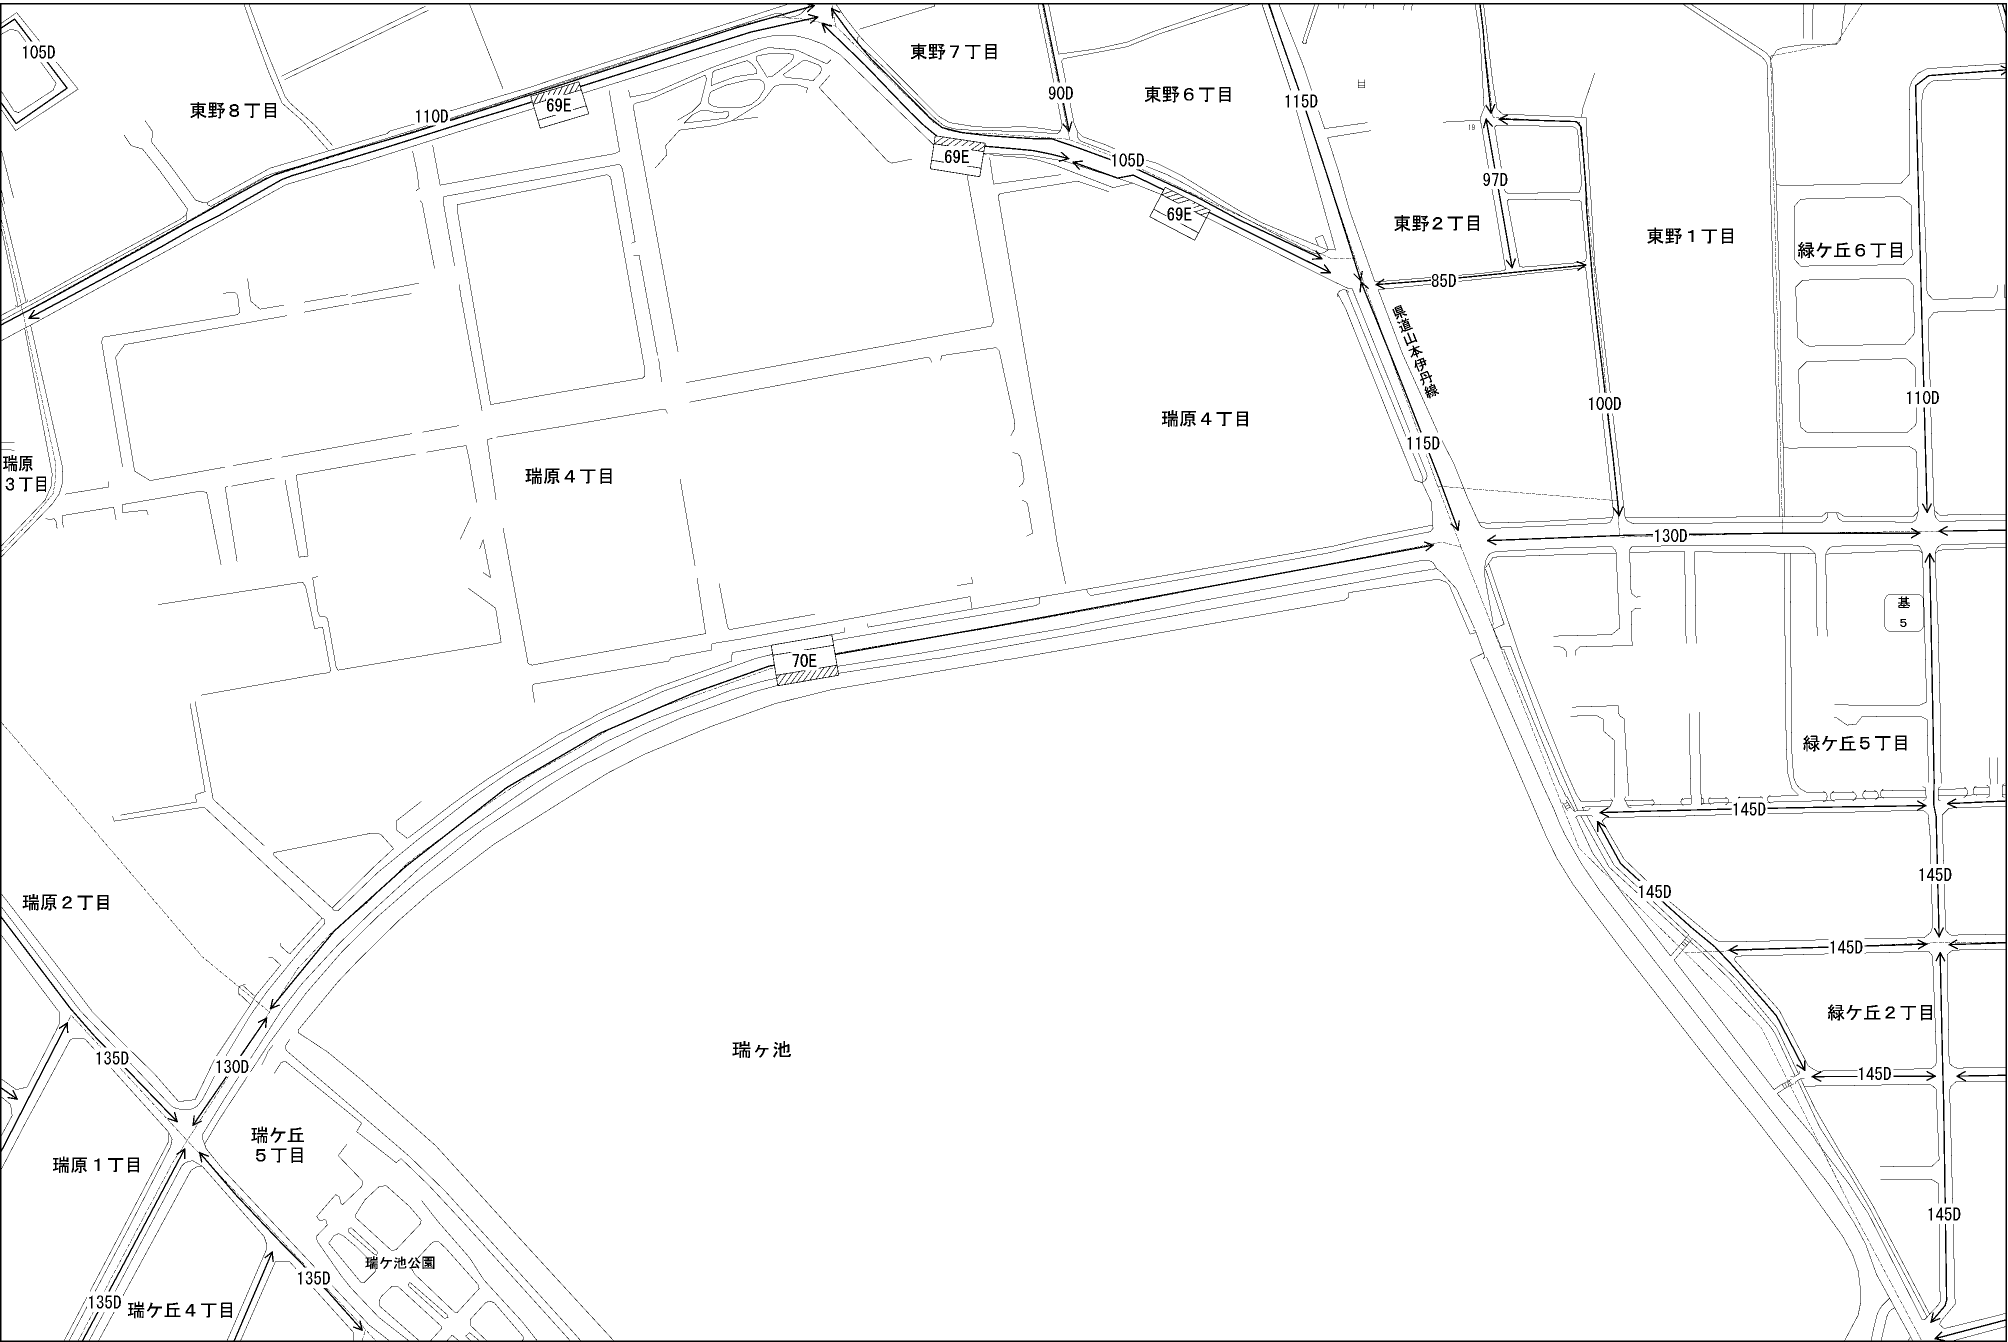 105D
東野７丁目
90D
東野６丁目
115D
東野８丁目
110D
69E
69E
105D
69E
19
97D
東野２丁目
東野１丁目
緑ケ丘６丁目
85D
県道山本伊丹線
100D
110D
115D
瑞原４丁目
瑞原
３丁目
瑞原４丁目
130D
基
5
70E
緑ケ丘５丁目
145D
145D
145D
145D
瑞原２丁目
緑ケ丘２丁目
瑞ヶ池
135D
130D
145D
瑞ケ丘
５丁目
瑞原１丁目
145D
瑞ケ池公園
135D
135D
瑞ケ丘４丁目